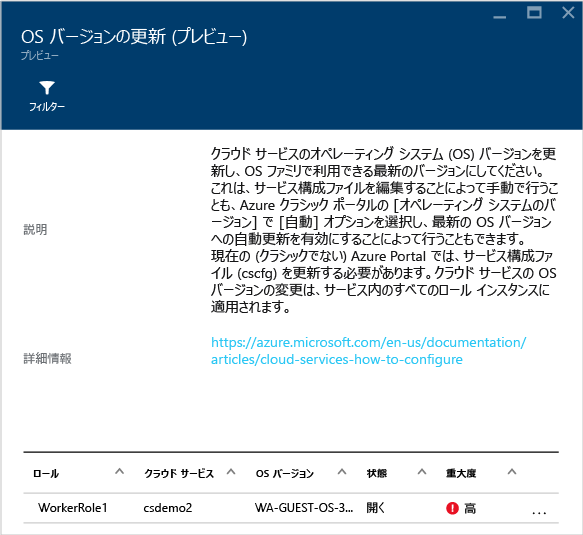 OS バージョンの更新 (プレビュー)
プレビュー
フィルター
説明
クラウド サービスのオペレーティング システム (OS) バージョンを更
新し、OS ファミリで利用できる最新のバージョンにしてください。
これは、サービス構成ファイルを編集することによって手動で行うこ
とも、Azure クラシック ポータルの [オペレーティング システムのバ
ージョン] で [自動] オプションを選択し、最新の OS バージョン
への自動更新を有効にすることによって行うこともできます。
現在の (クラシックでない) Azure Portal では、サービス構成ファ
イル (cscfg) を更新する必要があります。クラウド サービスの OS
バージョンの変更は、サービス内のすべてのロール インスタンスに
適用されます。
詳細情報
https://azure.microsoft.com/en-us/documentation/
articles/cloud-services-how-to-configure
ロール クラウド サービス OS バージョン 状態 重大度
WorkerRole1 csdemo2 WA-GUEST-OS-3... 開く 高 ...